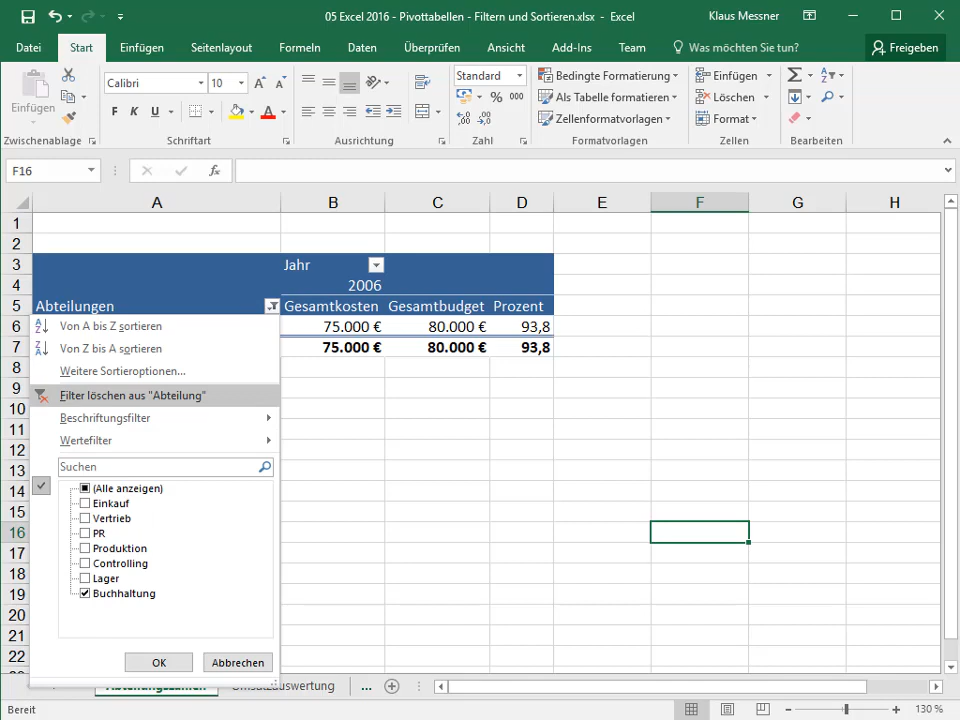 05 Excel 2016 - Pivottabellen - Filtern und Sortieren.xlsx - Excel
Klaus Messner
Datei Start Einfügen Seitenlayout Formeln Daten Überprüfen Ansicht Add-Ins Team Was möchten Sie tun? Freigeben
Einfügen
Calibri 10
F K U
Standard
% 000
Bedingte Formatierung
Als Tabelle formatieren
Zellenformatvorlagen
Einfügen
Löschen
Format
Zwischenablage Schriftart Ausrichtung Zahl Formatvorlagen Zellen Bearbeiten
F16 fx
A B C D E F G H
1
2
3 Jahr
4 2006
5 Abteilungen Gesamtkosten Gesamtbudget Prozent
6 75.000 € 80.000 € 93,8
7 75.000 € 80.000 € 93,8
8
9
10
11
12
13
14
15
16
17
18
19
20
21
22
Von A bis Z sortieren
Von Z bis A sortieren
Weitere Sortieroptionen...
Filter löschen aus "Abteilung"
Beschriftungsfilter
Wertefilter
Suchen
(Alle anzeigen)
Einkauf
Vertrieb
PR
Produktion
Controlling
Lager
Buchhaltung
OK Abbrechen
Umsatzauswertung ...
Bereit 130 %